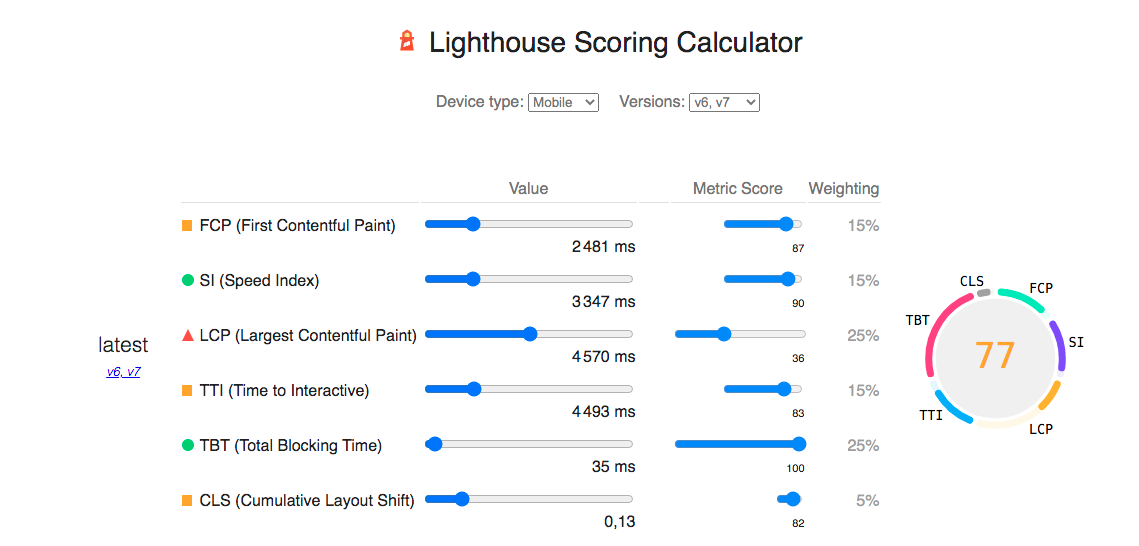 Lighthouse Scoring Calculator
Device type: Mobile Versions: v6, v7
Value Metric Score Weighting
FCP (First Contentful Paint) 15%
2 481 ms 87
SI (Speed Index) 15%
3 347 ms 90
LCP (Largest Contentful Paint) 25%
4 570 ms 36
TTI (Time to Interactive) 15%
4 493 ms 83
TBT (Total Blocking Time) 25%
35 ms 100
CLS (Cumulative Layout Shift) 5%
0,13 82
latest
v6, v7
CLS FCP
TBT
SI
77
TTI
LCP